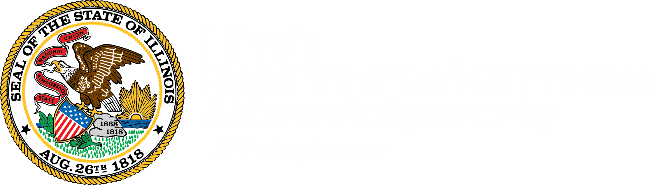 SEAL OF THE STATE OF ILLINOIS
1868
1818
AUG. 26TH 1818